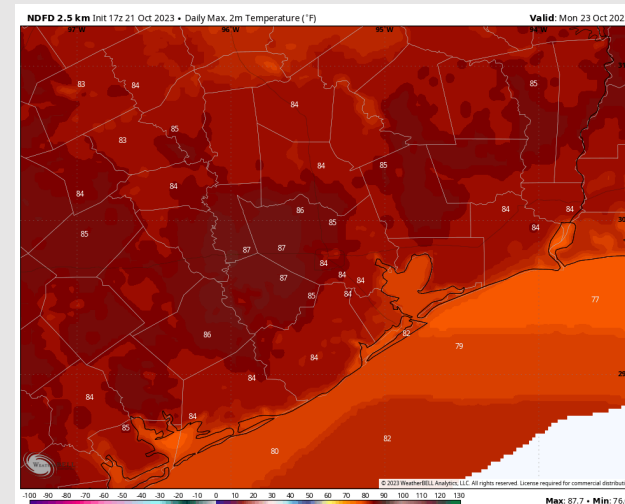 NDFD 2.5 km Init 17z 21 Oct 2023 • Daily Max. 2m Temperature (°F)
Valid: Mon 23 Oct 202
97°W 96°W 95°W 94°W
83 84 85
84
83 85
84 85
84 84
86 84 84
85 85 84
87 87
84
84 84
87
85 84
77
86
82
79
84
84
84
84
85
80
82
© 2023 WeatherBELL Analytics, LLC. All rights reserved. License required for commercial distribut
-100 -90 -80 -70 -60 -50 -40 -30 -20 -10 0 10 20 30 40 50 60 70 80 90 100 110 120 130
Max: 87.7 • Min: 76.